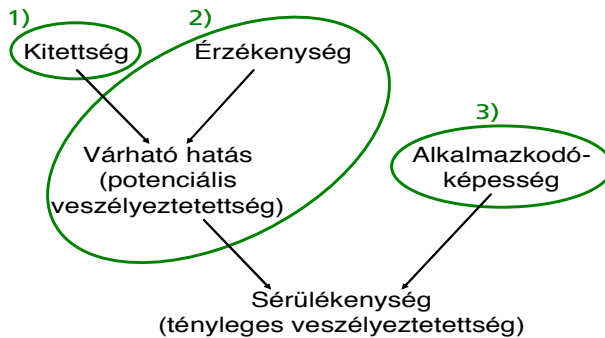 1)
2)
Kitettség
Érzékenység
3)
Várható hatás
(potenciális
veszélyeztetettség)
Alkalmazkodó-
képesség
Sérülékenység
(tényleges veszélyeztetettség)